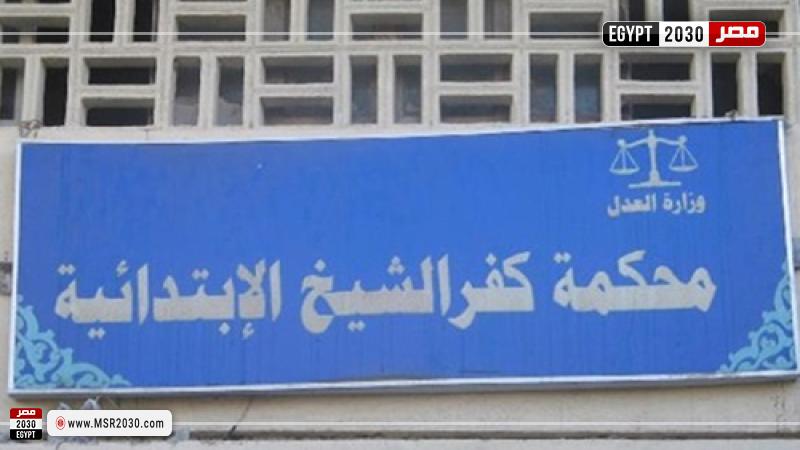 EGYPT 2030 مصر
وزارة العدل
محكمة كفرالشيخ الإبتدائية
مصر
2030
EGYPT
www.MSR2030.com